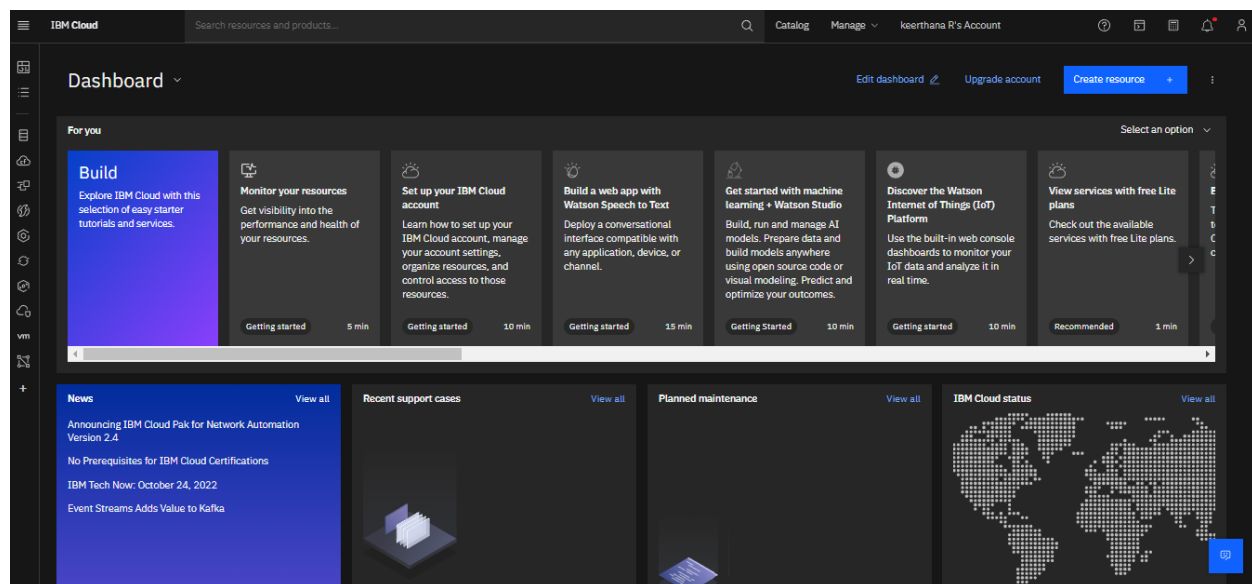 IBM Cloud
Search resources and products...
Catalog
Manage
keerthana R's Account
Dashboard
Edit dashboard
Upgrade account
Create resource +
For you
Select an option
Build
Explore IBM Cloud with this
selection of easy starter
tutorials and services.
Monitor your resources
Get visibility into the
performance and health of
your resources.
Getting started
5 min
Set up your IBM Cloud
account
Learn how to set up your
IBM Cloud account, manage
your account settings,
organize resources, and
control access to those
resources.
Getting started
10 min
Build a web app with
Watson Speech to Text
Deploy a conversational
interface compatible with
any application, device, or
channel.
Getting started
15 min
Get started with machine
learning + Watson Studio
Build, run and manage AI
models. Prepare data and
build models anywhere
using open source code or
visual modeling. Predict and
optimize your outcomes.
Getting Started
10 min
Discover the Watson
Internet of Things (IoT)
Platform
Use the built-in web console
dashboards to monitor your
IoT data and analyze it in
real time.
Getting started
10 min
View services with free Lite
plans
Check out the available
services with free Lite plans.
Recommended
1 min
vm
News
View all
Announcing IBM Cloud Pak for Network Automation
Version 2.4
No Prerequisites for IBM Cloud Certifications
IBM Tech Now: October 24, 2022
Event Streams Adds Value to Kafka
Recent support cases
View all
Planned maintenance
View all
IBM Cloud status
View all